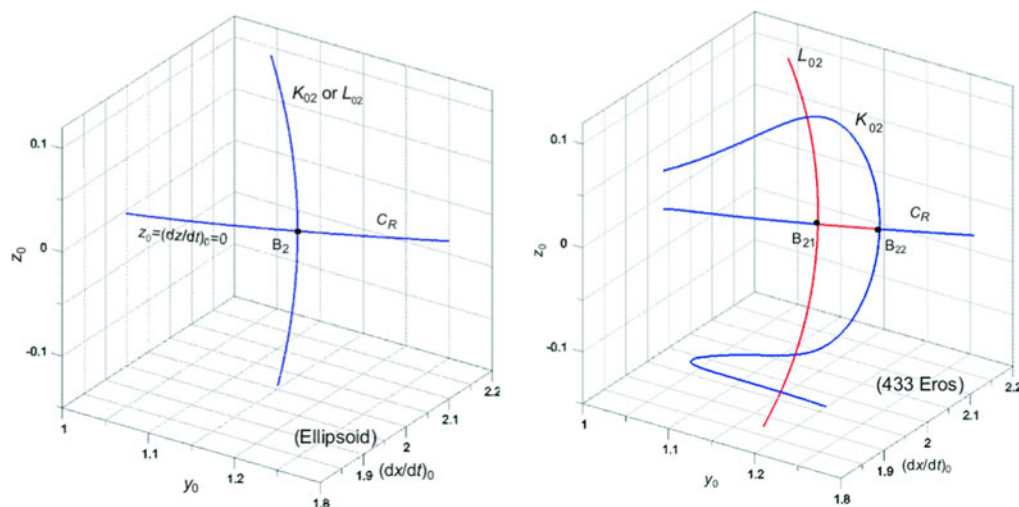 K02 or L02
0.1
CR
z0=(dz/dt)0=0
B2
z0
0
-0.1
2.2
2.1
(Ellipsoid)
2
1
1.9
(dx/dt)0
1.1
1.2
y0
1.8
L02
K02
0.1
CR
B21
B22
z0
0
-0.1
(433 Eros)
2.2
2.1
2
1
1.9
(dx/dt)0
1.1
1.2
y0
1.8